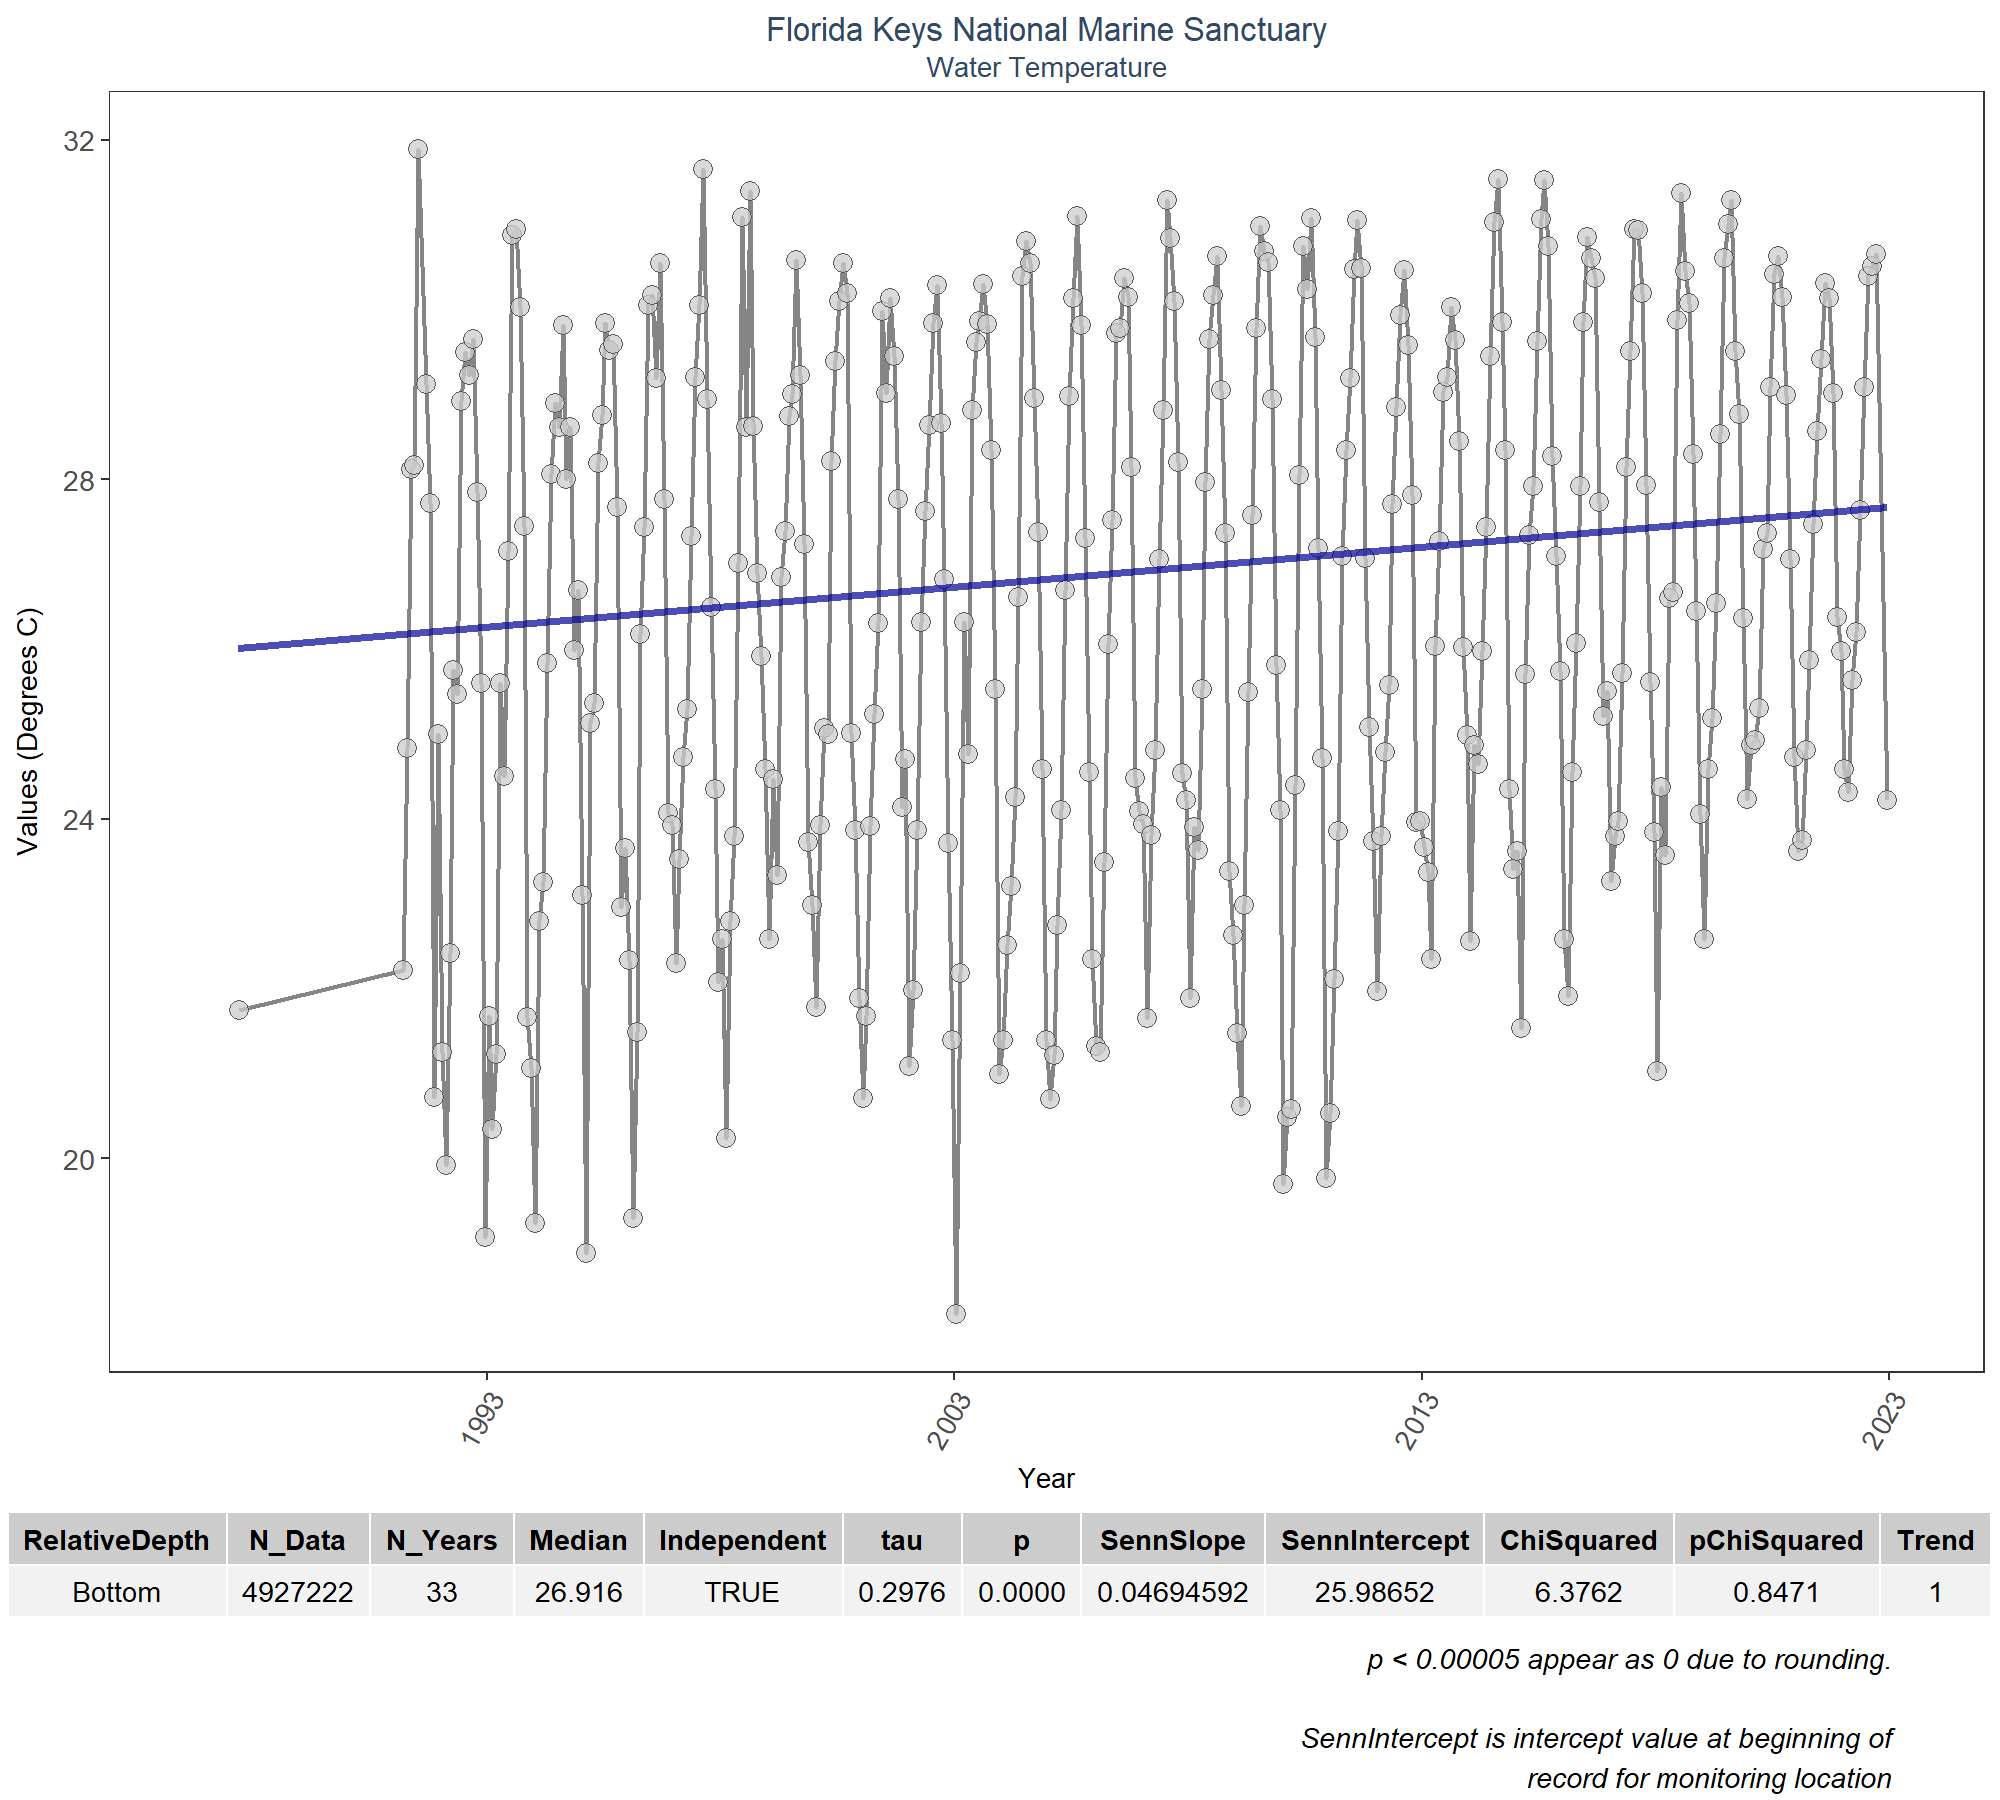 Florida Keys National Marine Sanctuary
Water Temperature
Values (Degrees C)
32
28
24
20
1993
2003
2013
2023
Year
RelativeDepth N_Data N_Years Median Independent tau p SennSlope SennIntercept ChiSquared pChiSquared Trend
Bottom 4927222 33 26.916 TRUE 0.2976 0.0000 0.04694592 25.98652 6.3762 0.8471 1
p < 0.00005 appear as 0 due to rounding.
SennIntercept is intercept value at beginning of
record for monitoring location